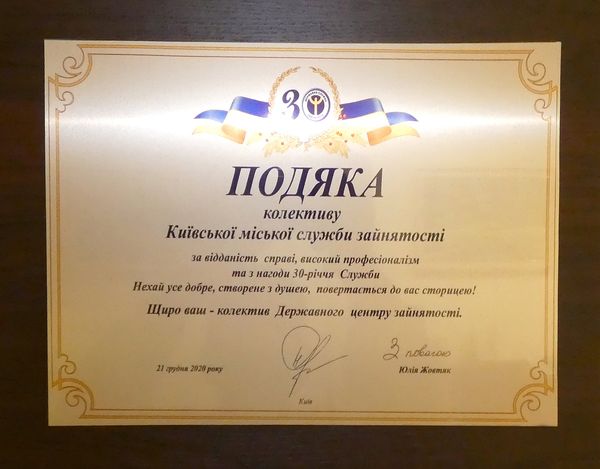 30
ПОДЯКА
колективу
Київської міської служби зайнятості
за відданість справі, високий професіоналізм
та з нагоди 30-річчя Служби
Нехай усе добре, створене з душею, повертається до вас сторицею!
Щиро ваш - колектив Державного центру зайнятості.
З повагою
21 грудня 2020 року
Юлія Жовтяк
Київ